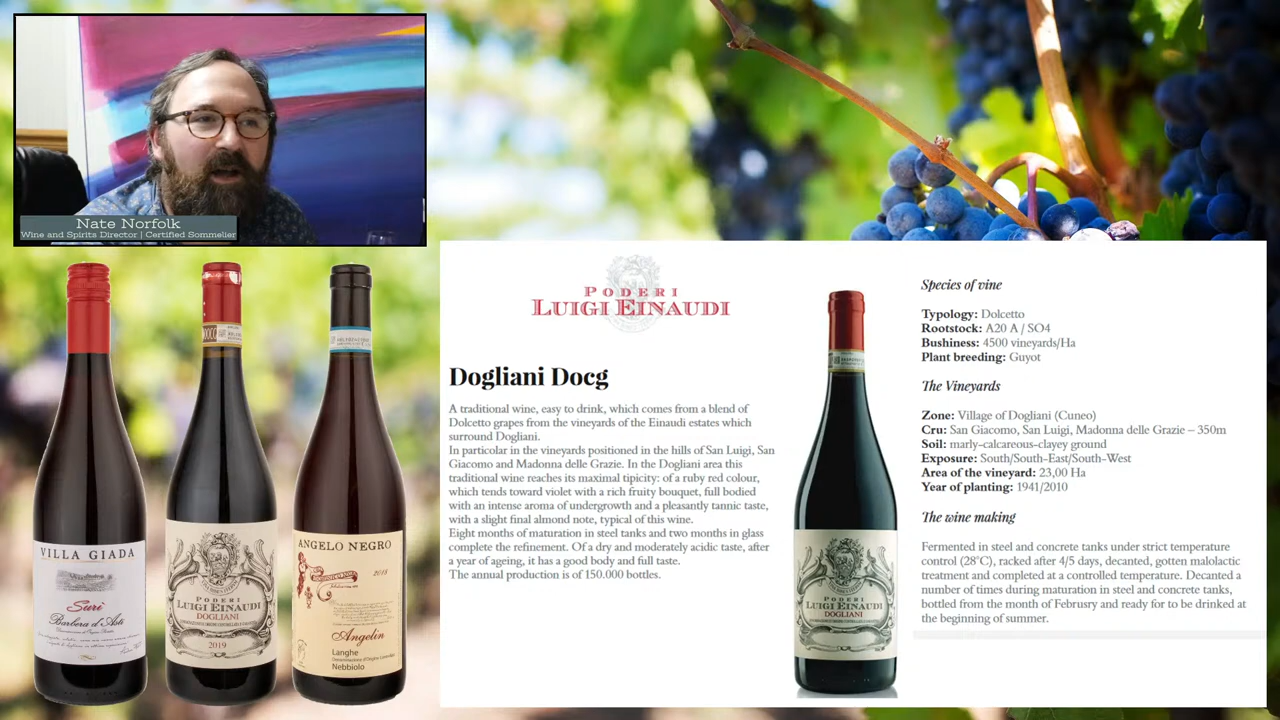 Nate Norfolk
Wine and Spirits Director | Certified Sommelier
VILLA GIADA
Surì
Barbera d'Asti
PODERI
LUIGI EINAUDI
DOGLIANI
2019
ANGELO NEGRO
2018
Angelin
Langhe
Denominazione di Origine Controllata
Nebbiolo
PODERI
LUIGI EINAUDI
Dogliani Docg
A traditional wine, easy to drink, which comes from a blend of
Dolcetto grapes from the vineyards of the Einaudi estates which
surround Dogliani.
In particolar in the vineyards positioned in the hills of San Luigi, San
Giacomo and Madonna delle Grazie. In the Dogliani area this
traditional wine reaches its maximal tipicity: of a ruby red colour,
which tends toward violet with a rich fruity bouquet, full bodied
with an intense aroma of undergrowth and a pleasantly tannic taste,
with a slight final almond note, typical of this wine.
Eight months of maturation in steel tanks and two months in glass
complete the refinement. Of a dry and moderately acidic taste, after
a year of ageing, it has a good body and full taste.
The annual production is of 150.000 bottles.
PODERI
LUIGI EINAUDI
DOGLIANI
Species of vine
Typology: Dolcetto
Rootstock: A20 A / SO4
Bushiness: 4500 vineyards/Ha
Plant breeding: Guyot
The Vineyards
Zone: Village of Dogliani (Cuneo)
Cru: San Giacomo, San Luigi, Madonna delle Grazie – 350m
Soil: marly-calcareous-clayey ground
Exposure: South/South-East/South-West
Area of the vineyard: 23,00 Ha
Year of planting: 1941/2010
The wine making
Fermented in steel and concrete tanks under strict temperature
control (28°C), racked after 4/5 days, decanted, gotten malolactic
treatment and completed at a controlled temperature. Decanted a
number of times during maturation in steel and concrete tanks,
bottled from the month of Februsry and ready for to be drinked at
the beginning of summer.